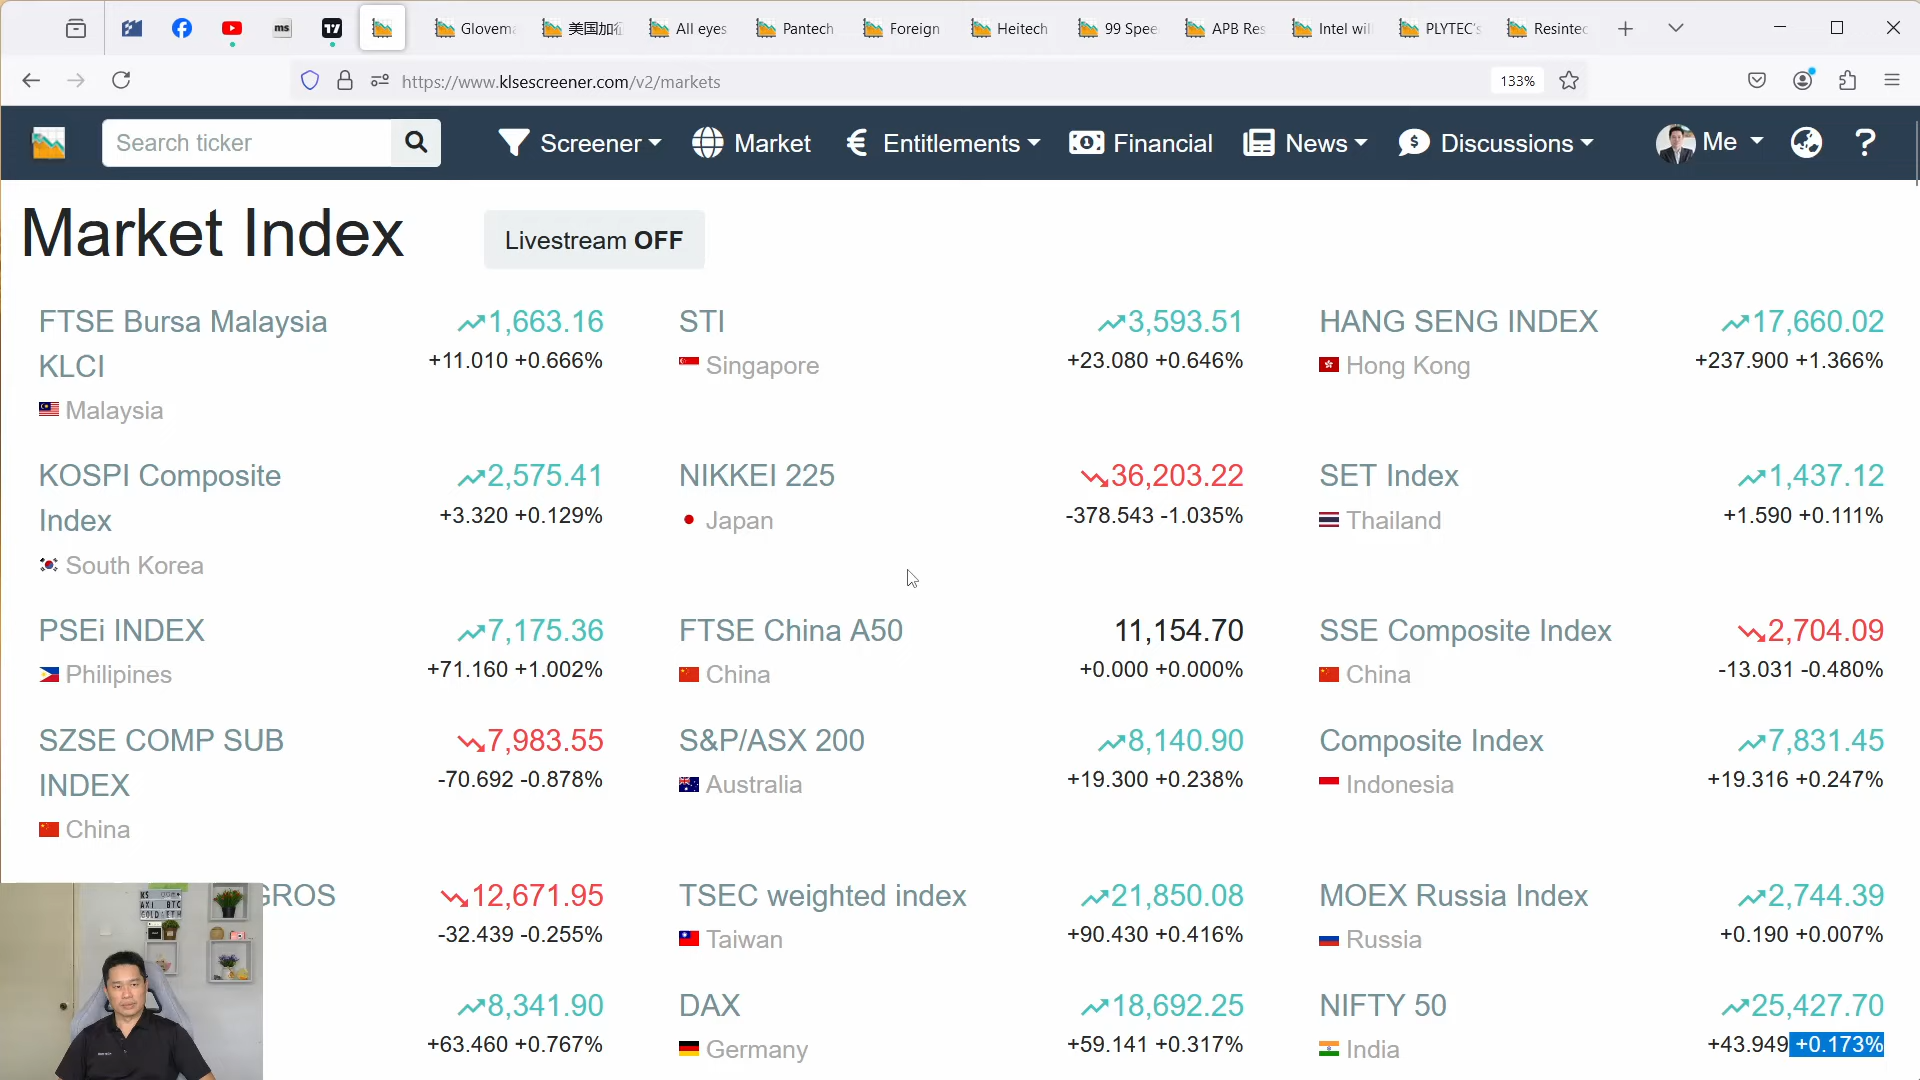 Glovema
美国加征
All eyes
Pantech
Foreign
Heitech
99 Spee
APB Res
Intel will
PLYTEC's
Resintec
https://www.klsescreener.com/v2/markets
133%
Search ticker
Screener
Market
Entitlements
Financial
News
Discussions
Me
?
Market Index
Livestream OFF
FTSE Bursa Malaysia KLCI
Malaysia
1,663.16
+11.010 +0.666%
STI
Singapore
3,593.51
+23.080 +0.646%
HANG SENG INDEX
Hong Kong
17,660.02
+237.900 +1.366%
KOSPI Composite Index
South Korea
2,575.41
+3.320 +0.129%
NIKKEI 225
Japan
36,203.22
-378.543 -1.035%
SET Index
Thailand
1,437.12
+1.590 +0.111%
PSEi INDEX
Philipines
7,175.36
+71.160 +1.002%
FTSE China A50
China
11,154.70
+0.000 +0.000%
SSE Composite Index
China
2,704.09
-13.031 -0.480%
SZSE COMP SUB INDEX
China
7,983.55
-70.692 -0.878%
S&P/ASX 200
Australia
8,140.90
+19.300 +0.238%
Composite Index
Indonesia
7,831.45
+19.316 +0.247%
GROS
12,671.95
-32.439 -0.255%
TSEC weighted index
Taiwan
21,850.08
+90.430 +0.416%
MOEX Russia Index
Russia
2,744.39
+0.190 +0.007%
8,341.90
+63.460 +0.767%
DAX
Germany
18,692.25
+59.141 +0.317%
NIFTY 50
India
25,427.70
+43.949 +0.173%